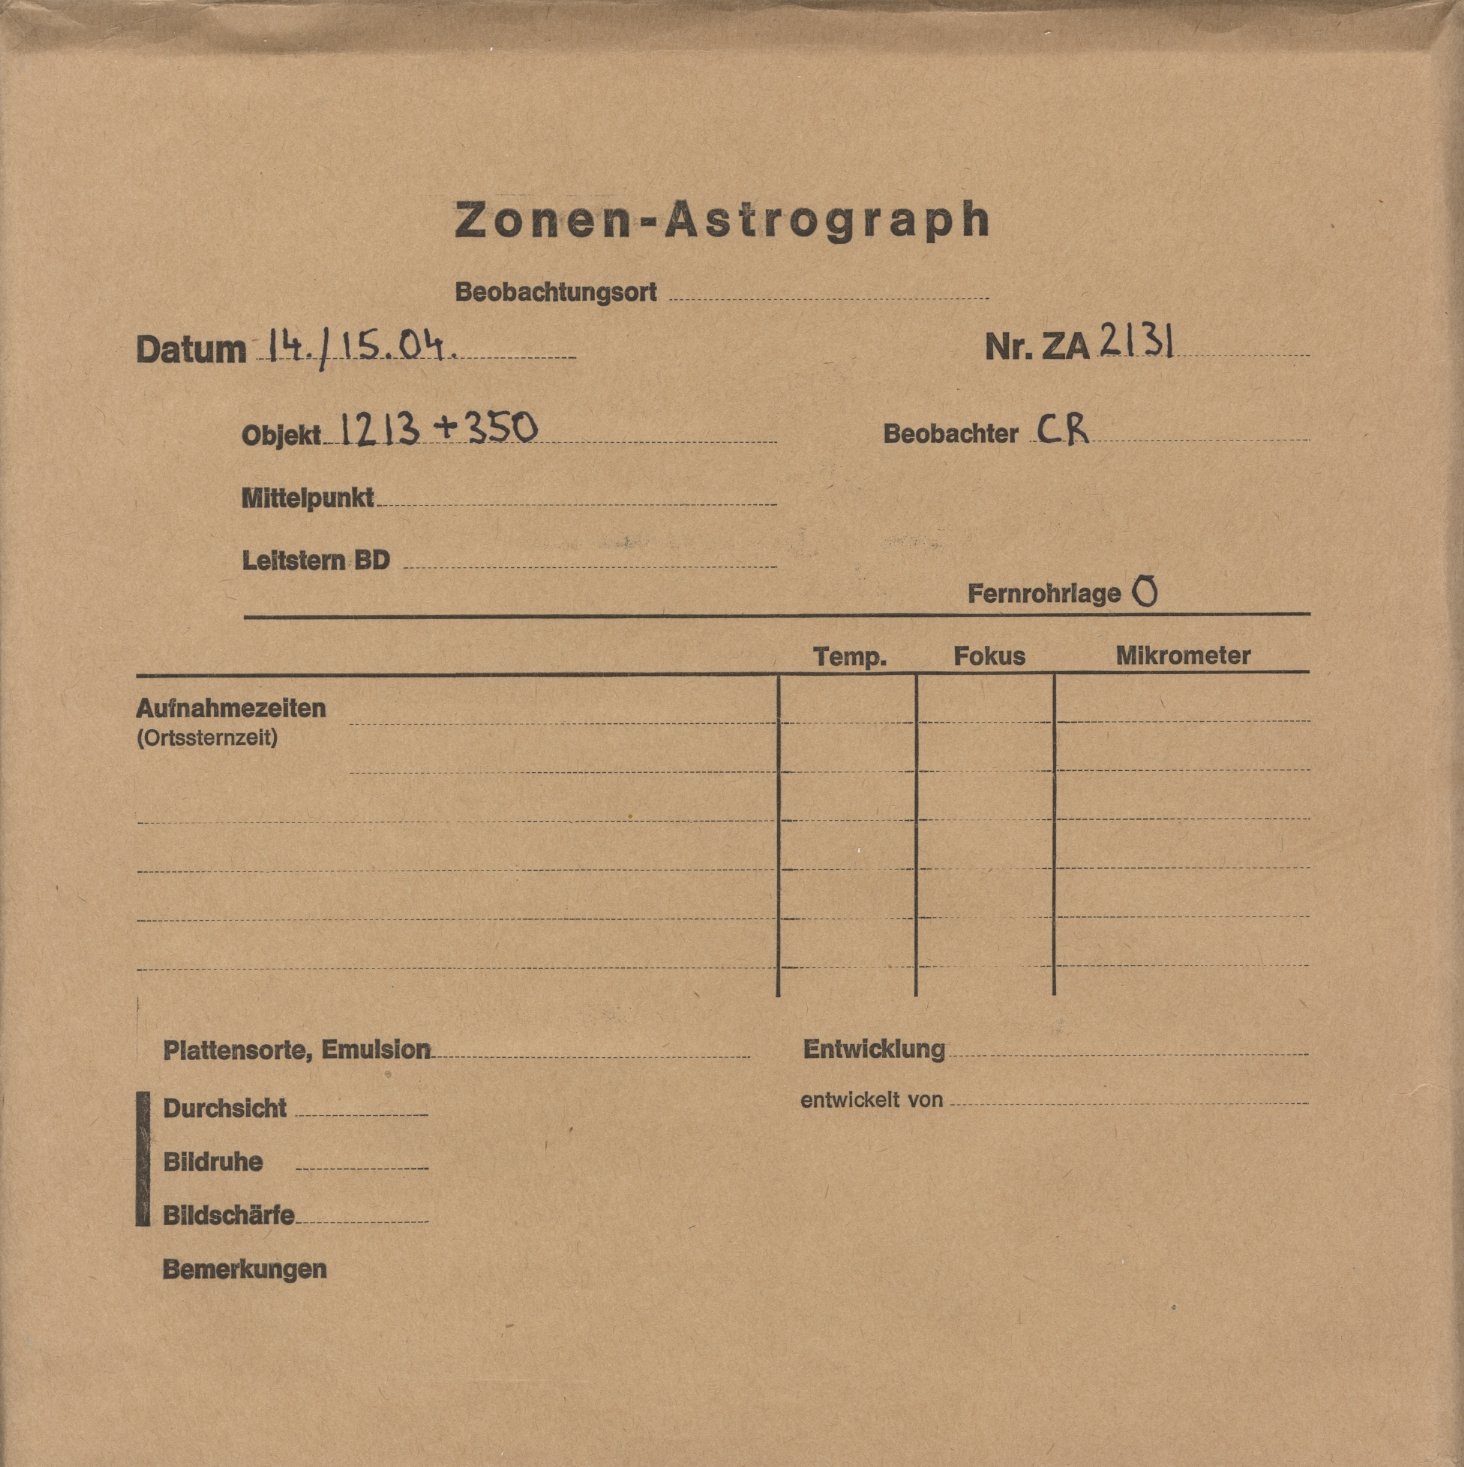 Zonen-Astrograph
Beobachtungsort
Datum 14./15.04. Nr. ZA 2131
Objekt 1213 +350 Beobachter CR
Mittelpunkt
Leitstern BD
Fernrohrlage O
Temp. Fokus Mikrometer
Aufnahmezeiten
(Ortssternzeit)
Plattensorte, Emulsion Entwicklung
Durchsicht entwickelt von
Bildruhe
Bildschärfe
Bemerkungen